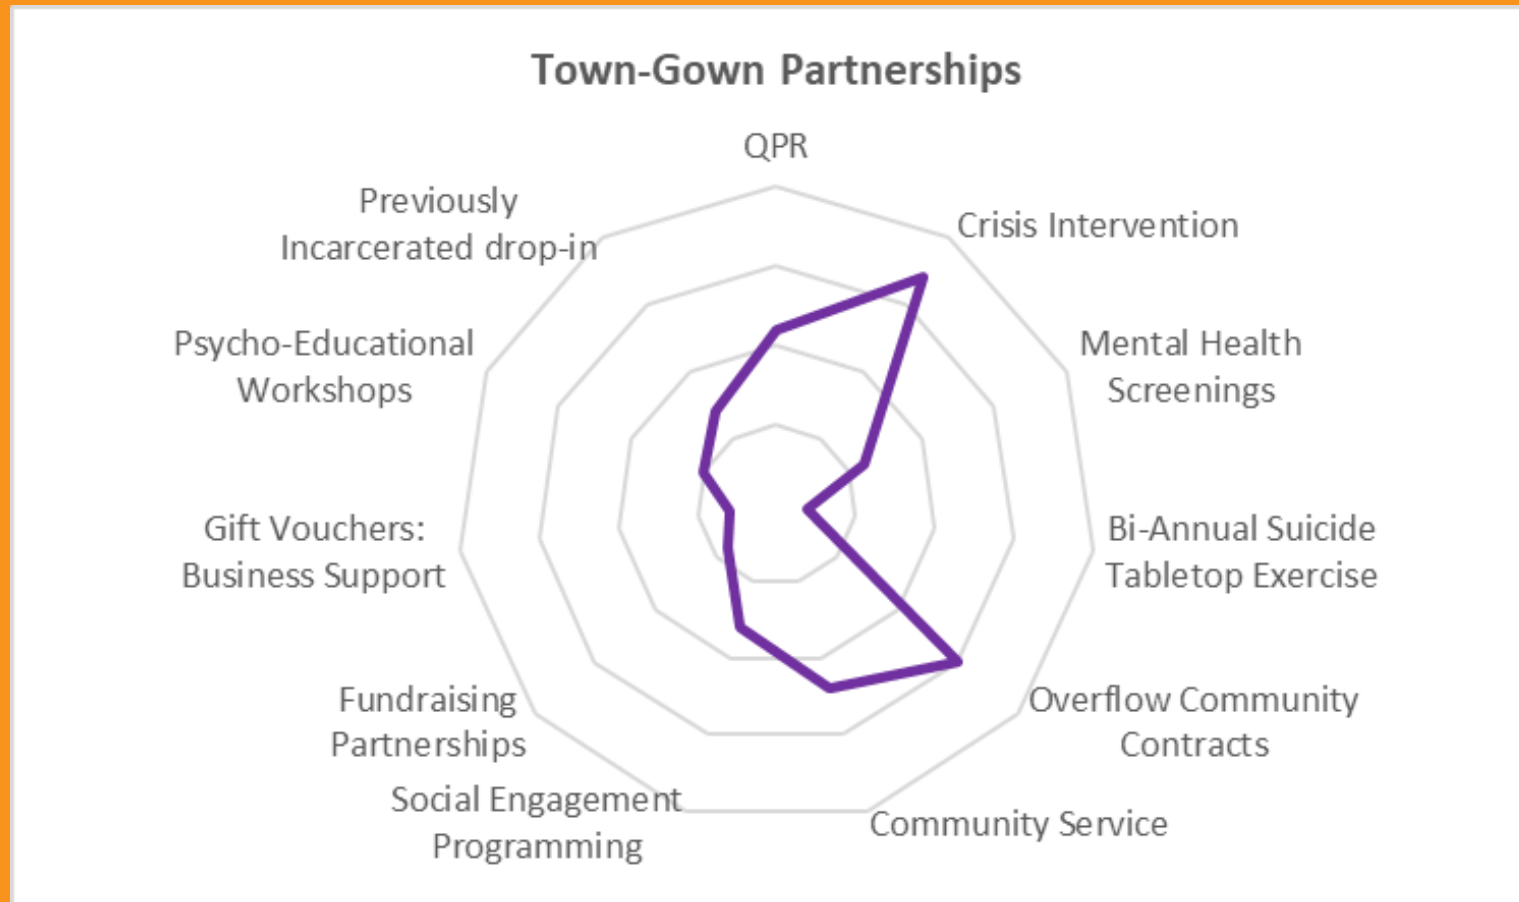 Town-Gown Partnerships
QPR
Crisis Intervention
Mental Health
Screenings
Bi-Annual Suicide
Tabletop Exercise
Overflow Community
Contracts
Community Service
Social Engagement
Programming
Fundraising
Partnerships
Gift Vouchers:
Business Support
Psycho-Educational
Workshops
Previously
Incarcerated drop-in